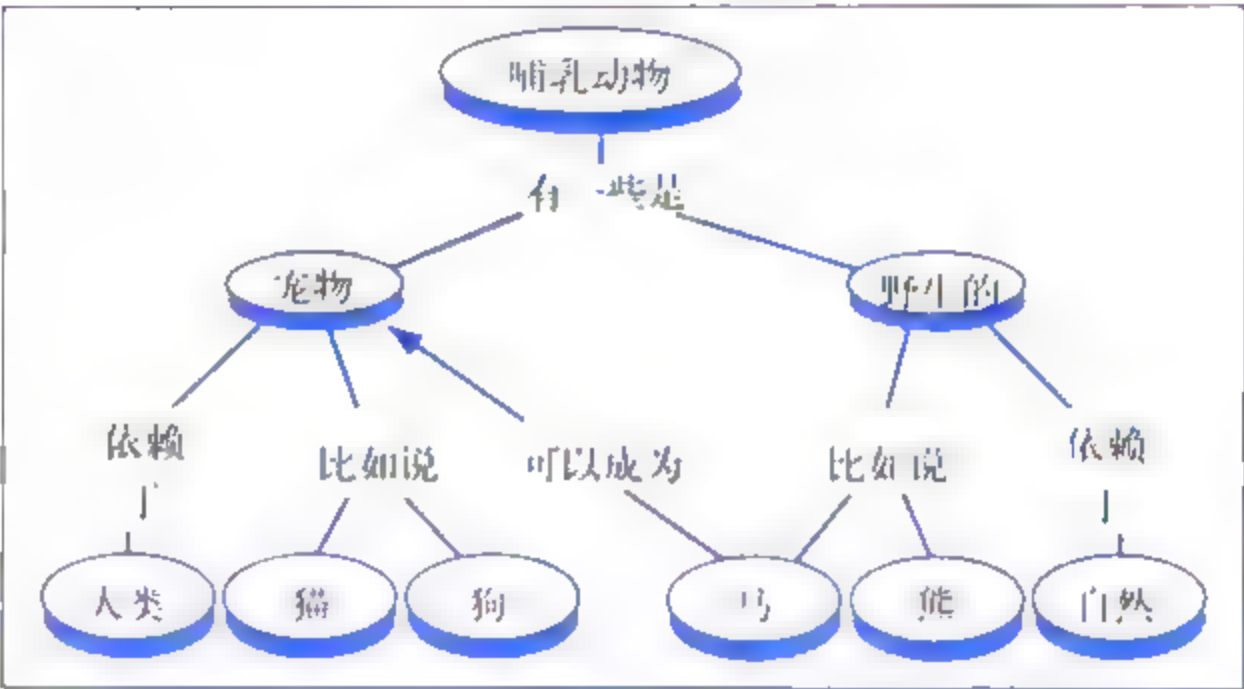 哺乳动物
有一些是
宠物
野生的
依赖于
比如说
可以成为
比如说
依赖于
人类
猫
狗
马
熊
自然